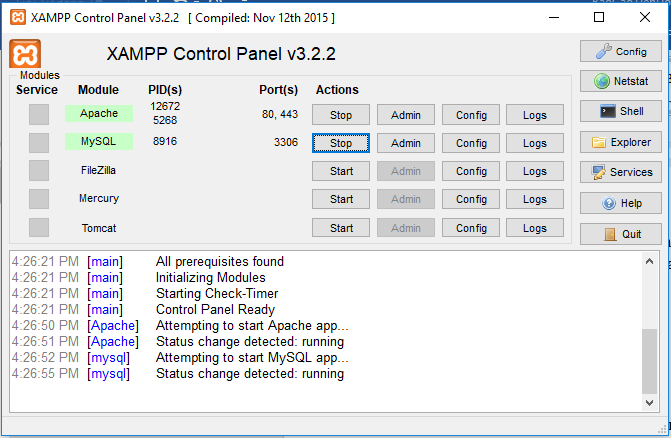 XAMPP Control Panel v3.2.2 [ Compiled: Nov 12th 2015 ]
XAMPP Control Panel v3.2.2
Config
Modules
Service Module PID(s) Port(s) Actions
Netstat
Apache 12672 5268 80, 443 Stop Admin Config Logs
Shell
MySQL 8916 3306 Stop Admin Config Logs
Explorer
FileZilla Start Admin Config Logs
Services
Mercury Start Admin Config Logs
Help
Tomcat Start Admin Config Logs
Quit
4:26:21 PM [main] All prerequisites found
4:26:21 PM [main] Initializing Modules
4:26:21 PM [main] Starting Check-Timer
4:26:21 PM [main] Control Panel Ready
4:26:50 PM [Apache] Attempting to start Apache app...
4:26:51 PM [Apache] Status change detected: running
4:26:52 PM [mysql] Attempting to start MySQL app...
4:26:55 PM [mysql] Status change detected: running